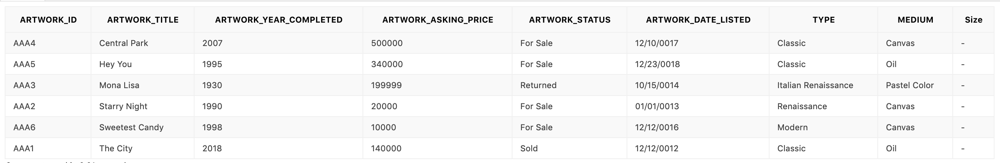 ARTWORK_ID ARTWORK_TITLE ARTWORK_YEAR_COMPLETED ARTWORK_ASKING_PRICE ARTWORK_STATUS ARTWORK_DATE_LISTED TYPE MEDIUM Size
AAA4 Central Park 2007 500000 For Sale 12/10/0017 Classic Canvas -
AAA5 Hey You 1995 340000 For Sale 12/23/0018 Classic Oil -
AAA3 Mona Lisa 1930 199999 Returned 10/15/0014 Italian Renaissance Pastel Color -
AAA2 Starry Night 1990 20000 For Sale 01/01/0013 Renaissance Canvas -
AAA6 Sweetest Candy 1998 10000 For Sale 12/12/0016 Modern Canvas -
AAA1 The City 2018 140000 Sold 12/12/0012 Classic Oil -